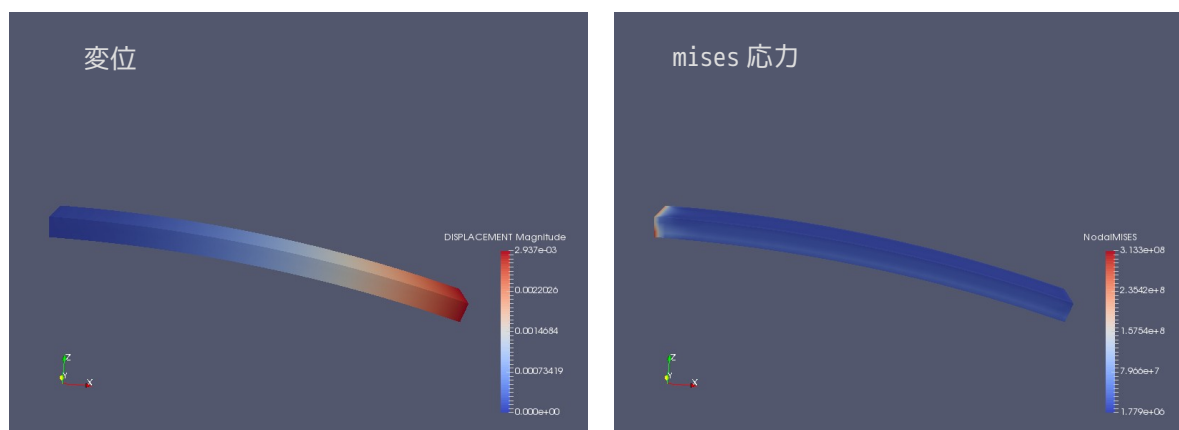 変位
DISPLACEMENT Magnitude
2.937e-03
0.0022026
0.0014684
0.00073419
0.000e+00
Z
Y
X
mises 応力
NodalMISES
3.133e+08
2.3542e+8
1.5754e+8
7.966e+7
1.779e+06
Z
Y
X